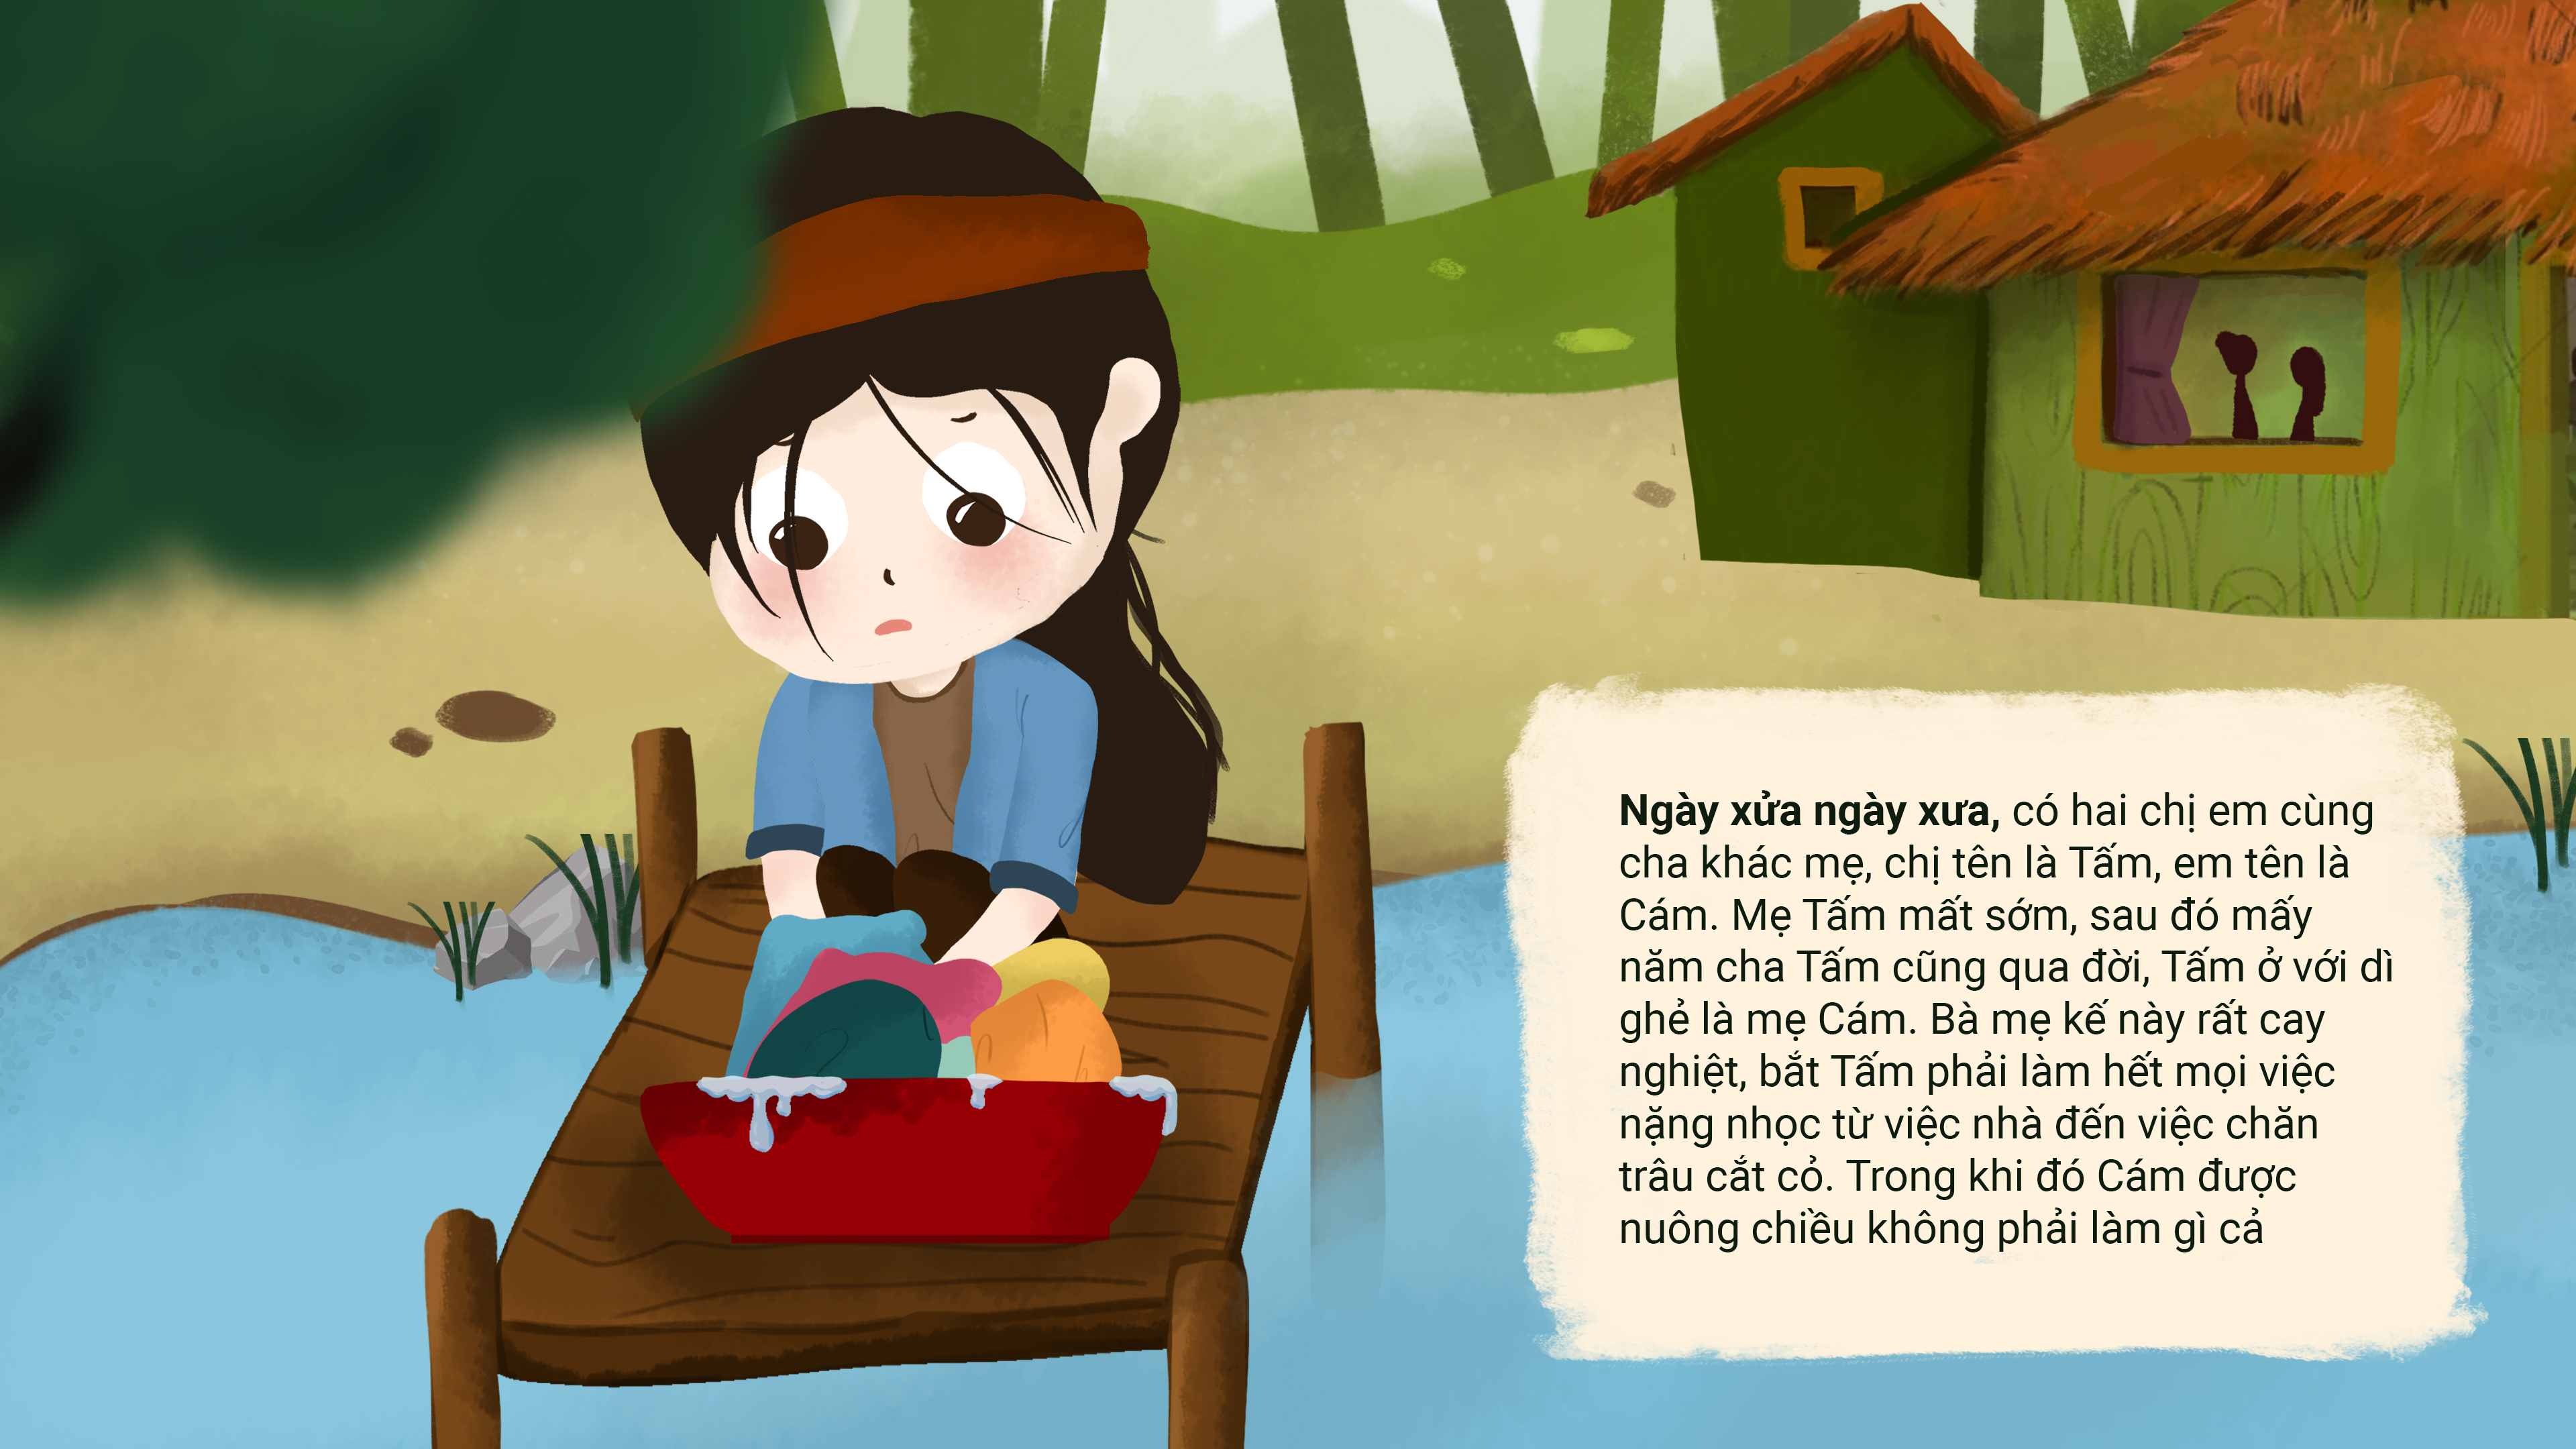 Ngày xửa ngày xưa, có hai chị em cùng
cha khác mẹ, chị tên là Tấm, em tên là
Cám. Mẹ Tấm mất sớm, sau đó mấy
năm cha Tấm cũng qua đời, Tấm ở với dì
ghẻ là mẹ Cám. Bà mẹ kế này rất cay
nghiệt, bắt Tấm phải làm hết mọi việc
nặng nhọc từ việc nhà đến việc chăn
trâu cắt cỏ. Trong khi đó Cám được
nuông chiều không phải làm gì cả